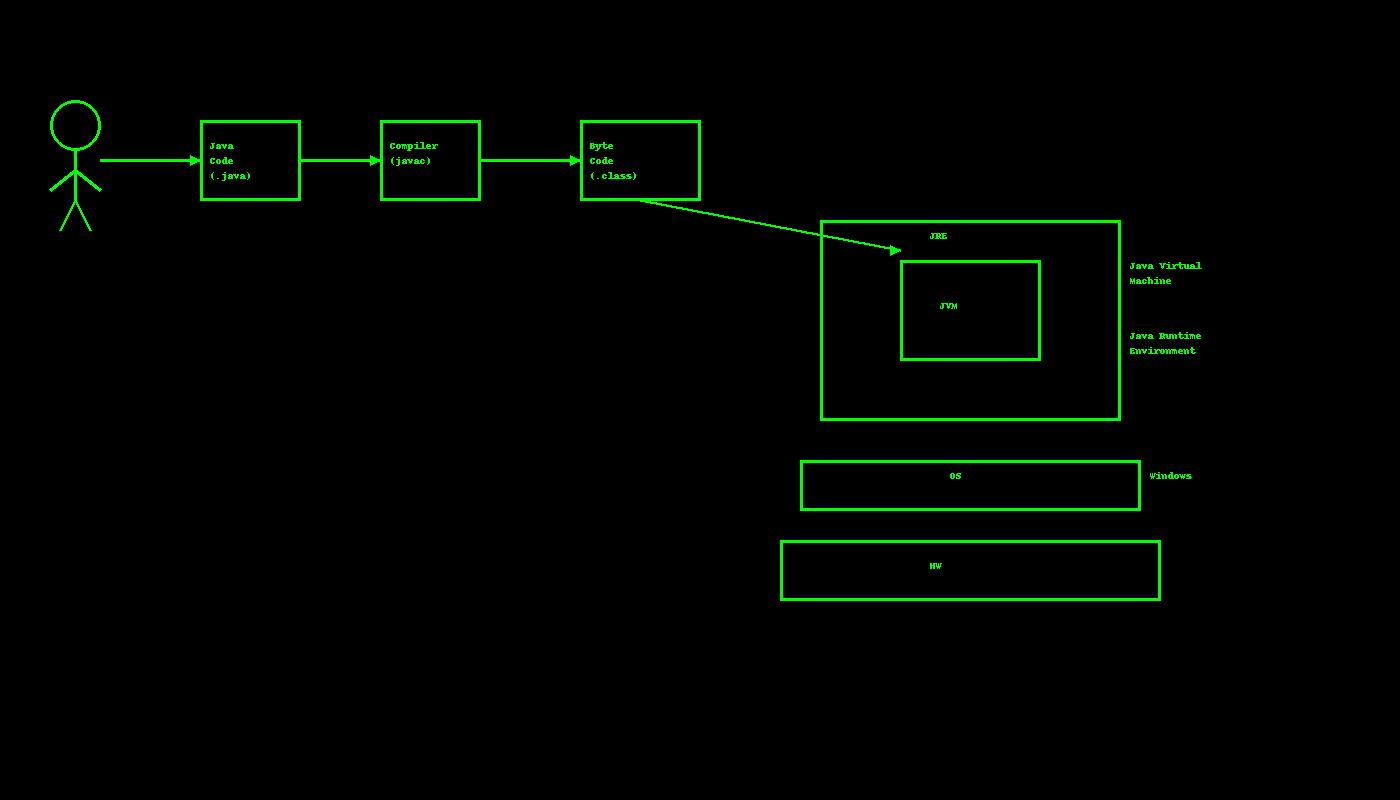 Java
Code
(.java)
Compiler
(javac)
Byte
Code
(.class)
JRE
JVM
Java Virtual
Machine
Java Runtime
Environment
OS
Windows
HW